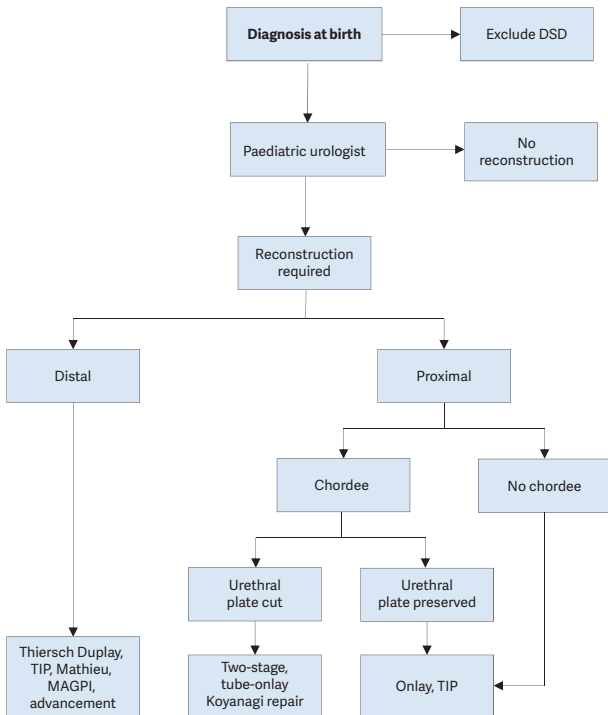 Diagnosis at birth
Exclude DSD
Paediatric urologist
No
reconstruction
Reconstruction
required
Distal
Proximal
Chordee
No chordee
Urethral
plate cut
Urethral
plate preserved
Thiersch Duplay,
TIP, Mathieu,
MAGPI,
advancement
Two-stage,
tube-onlay
Koyanagi repair
Onlay, TIP